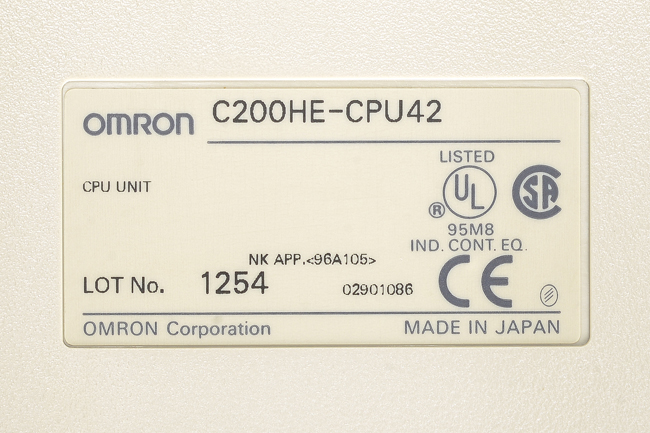 OMRON C200HE-CPU42
CPU UNIT
LISTED
UL
®
SA
95M8
IND. CONT. EQ.
NK APP.<96A105>
LOT No. 1254 02901086
CE
OMRON Corporation MADE IN JAPAN